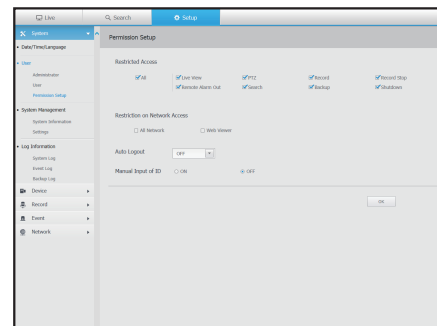 Live
Search
Setup
System
Date/Time/Language
User
Administrator
User
Permission Setup
System Management
System Information
Settings
Log Information
System Log
Event Log
Backup Log
Device
Record
Event
Network
Permission Setup
Restricted Access
All Live View PTZ Record Record Stop
Remote Alarm Out Search Backup Shutdown
Restriction on Network Access
All Network Web Viewer
Auto Logout OFF
Manual Input of ID ON OFF
OK